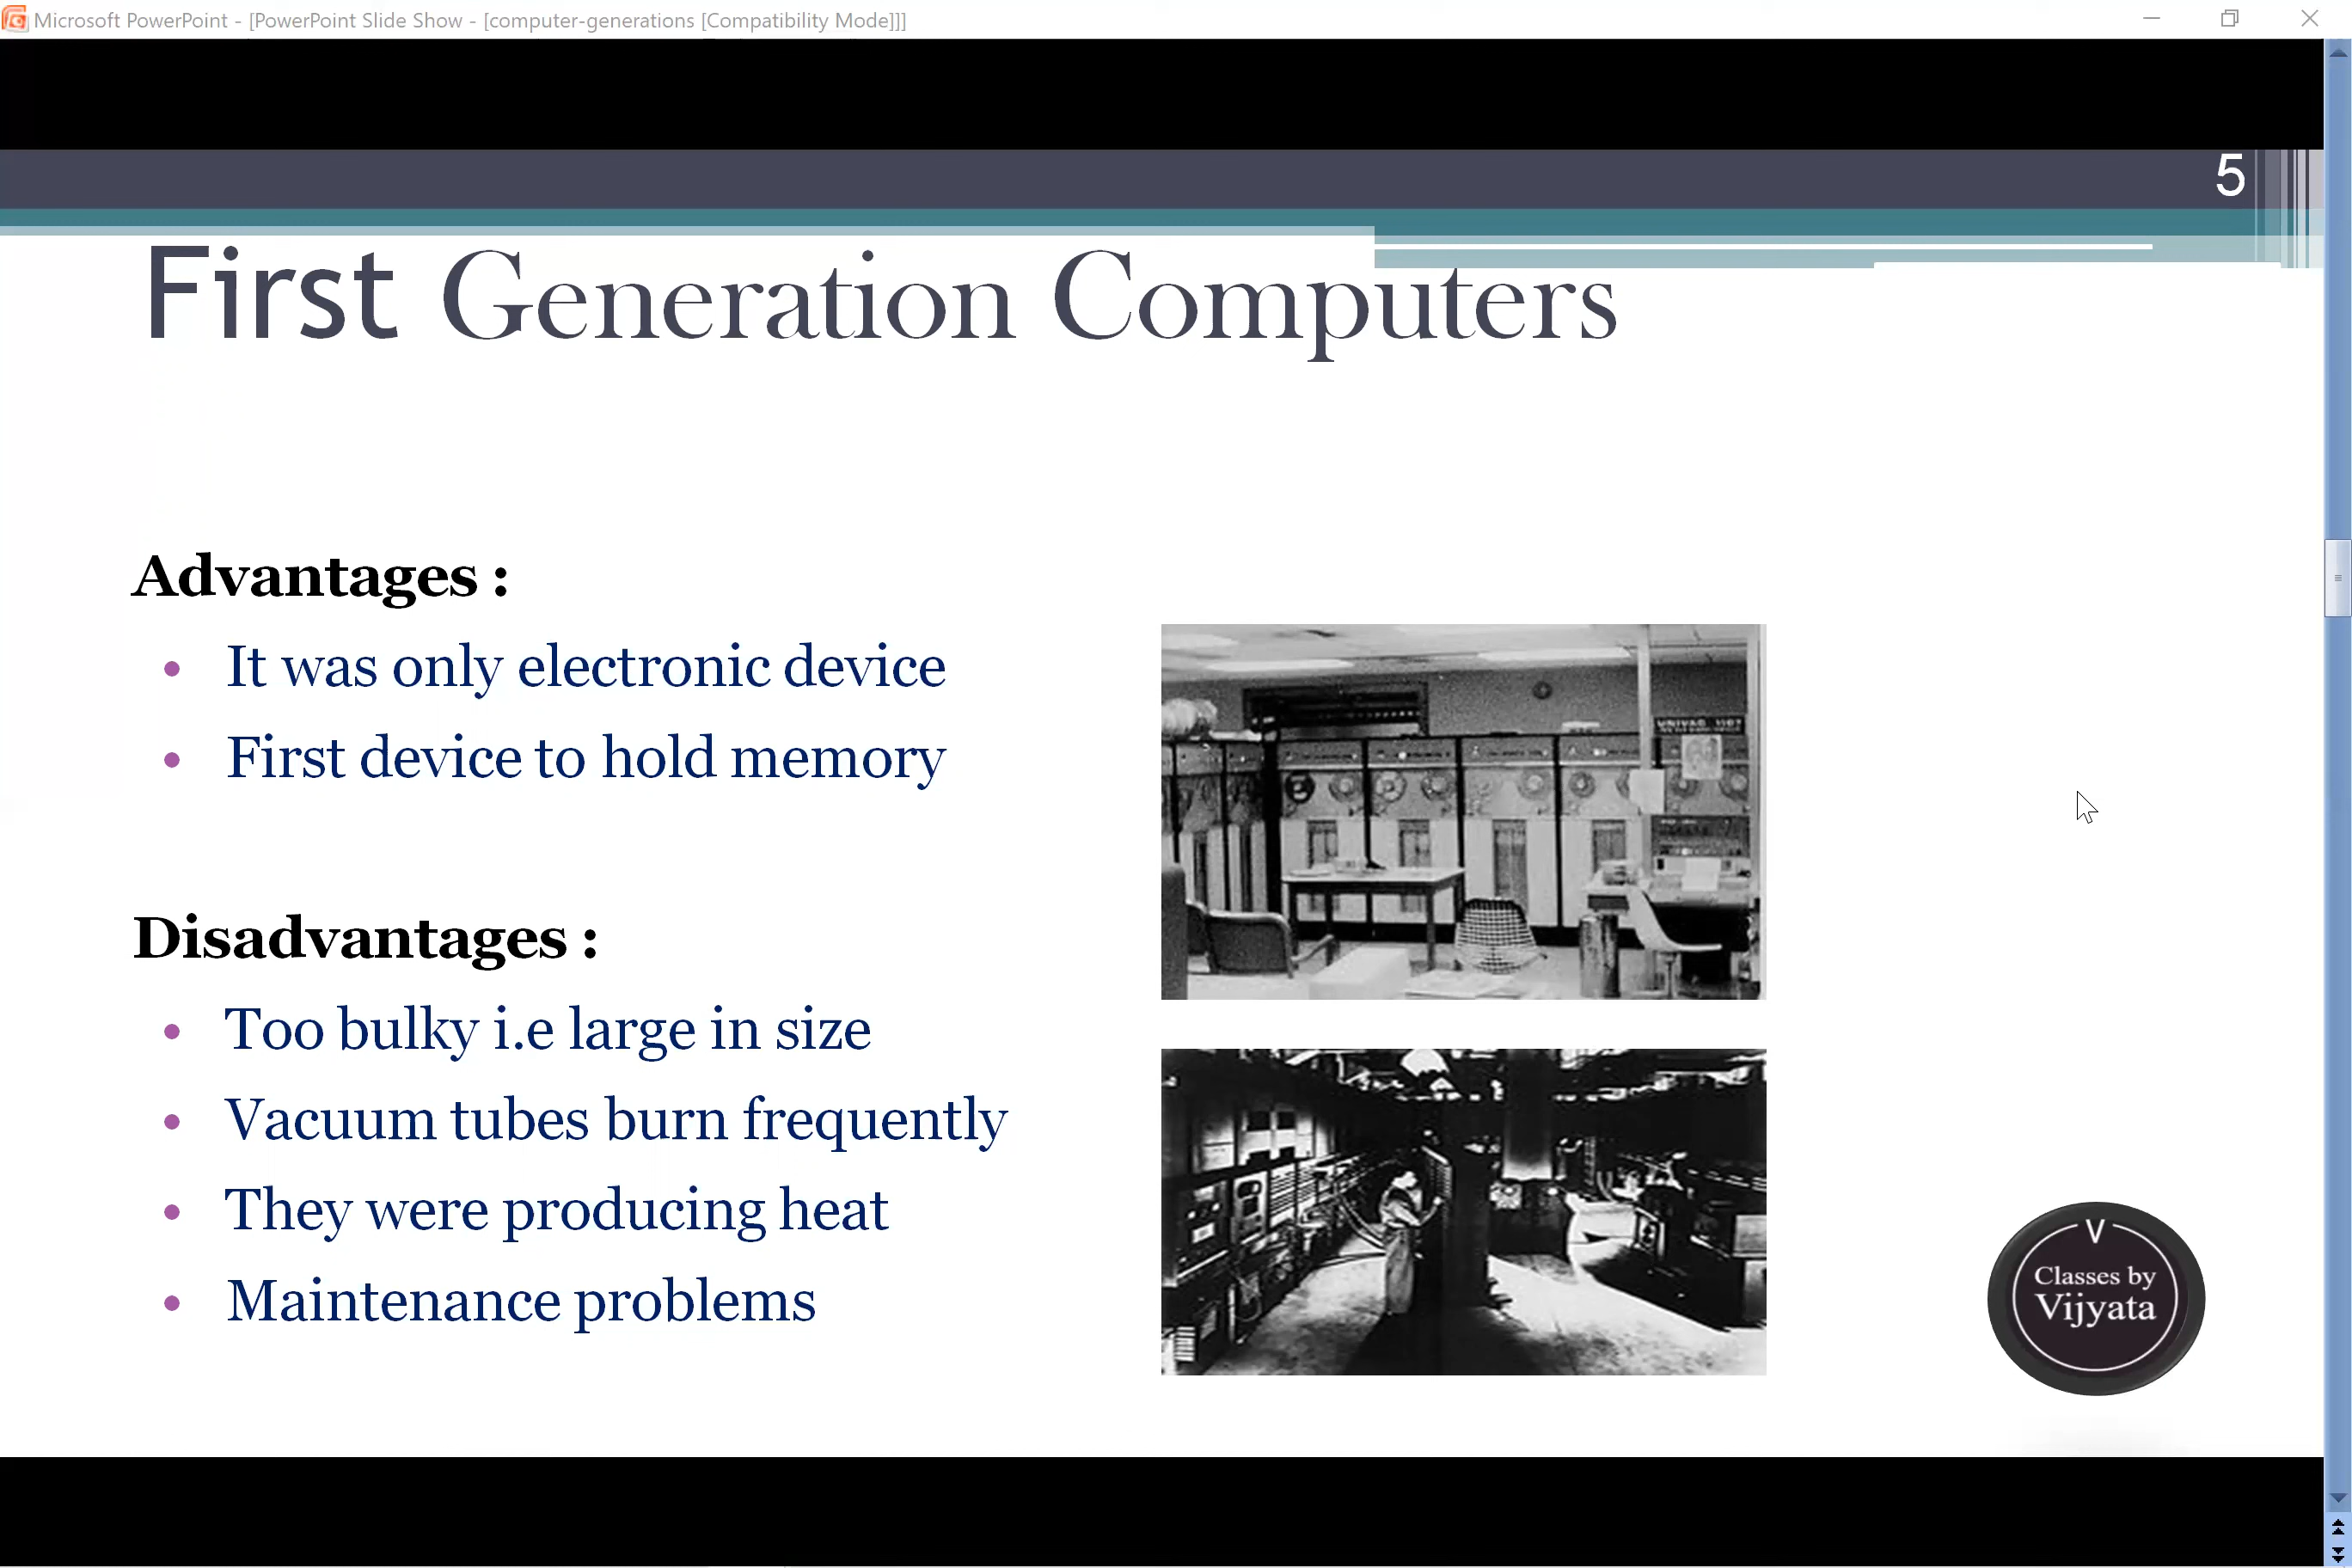 Microsoft PowerPoint - [PowerPoint Slide Show - [computer-generations [Compatibility Mode]]]
5
First Generation Computers
Advantages :
• It was only electronic device
• First device to hold memory
UNIVAC 1107
Disadvantages :
• Too bulky i.e large in size
• Vacuum tubes burn frequently
• They were producing heat
• Maintenance problems
V
Classes by
Vijyata